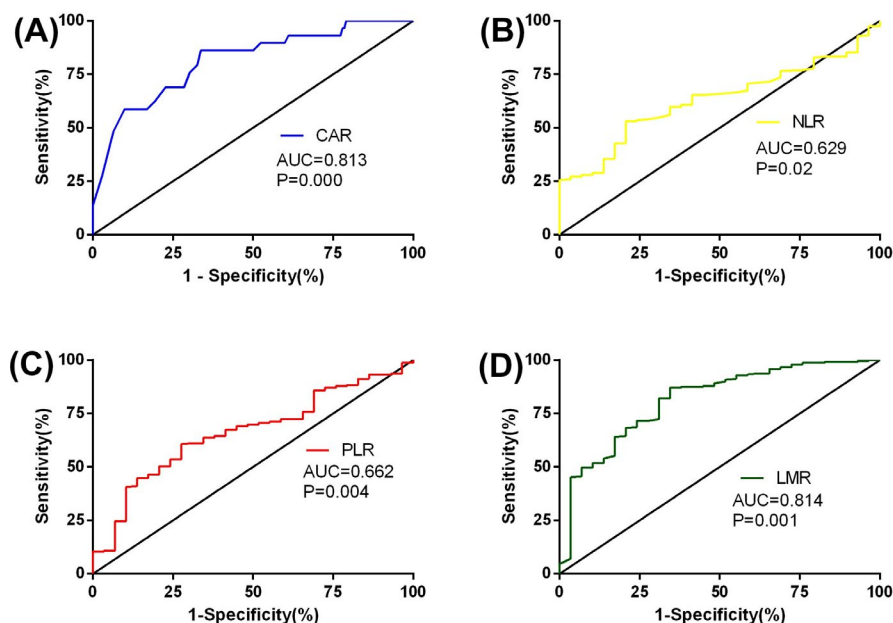 (A)
100
75
50
25
0
Sensitivity(%)
CAR
AUC=0.813
P=0.000
0 25 50 75 100
1 - Specificity(%)
(B)
100
75
50
25
0
Sensitivity(%)
NLR
AUC=0.629
P=0.02
0 25 50 75 100
1-Specificity(%)
(C)
100
75
50
25
0
Sensitivity(%)
PLR
AUC=0.662
P=0.004
0 25 50 75 100
1-Specificity(%)
(D)
100
75
50
25
0
Sensitivity(%)
LMR
AUC=0.814
P=0.001
0 25 50 75 100
1-Specificity(%)